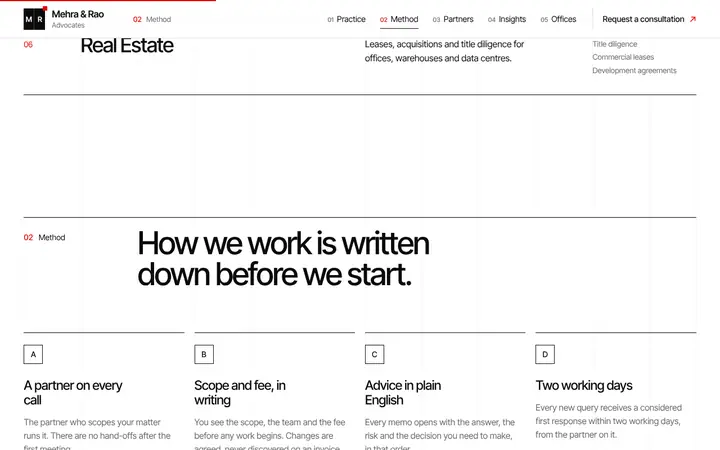 M R
Mehra & Rao
Advocates
02 Method
01 Practice
02 Method
03 Partners
04 Insights
05 Offices
Request a consultation
06
Real Estate
Leases, acquisitions and title diligence for
offices, warehouses and data centres.
Title diligence
Commercial leases
Development agreements
02 Method
How we work is written
down before we start.
A
A partner on every
call
The partner who scopes your matter
runs it. There are no hand-offs after the
first meeting.
B
Scope and fee, in
writing
You see the scope, the team and the fee
before any work begins. Changes are
agreed, never discovered on an invoice.
C
Advice in plain
English
Every memo opens with the answer, the
risk and the decision you need to make,
in that order.
D
Two working days
Every new query receives a considered
first response within two working days,
from the partner on it.